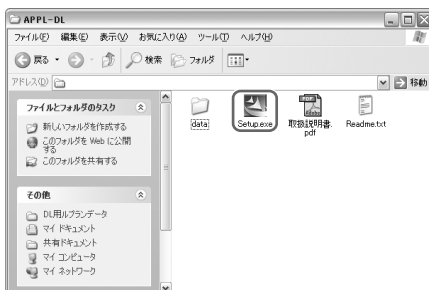 APPL-DL
ファイル(F) 編集(E) 表示(V) お気に入り(A) ツール(T) ヘルプ(H)
戻る 検索 フォルダ
アドレス(D) 移動
ファイルとフォルダのタスク
新しいフォルダを作成する
このフォルダを Web に公開
する
このフォルダを共有する
その他
DL用ルプランデータ
マイ ドキュメント
共有ドキュメント
マイ コンピュータ
マイ ネットワーク
data
Setup.exe
取扱説明書.
pdf
Readme.txt